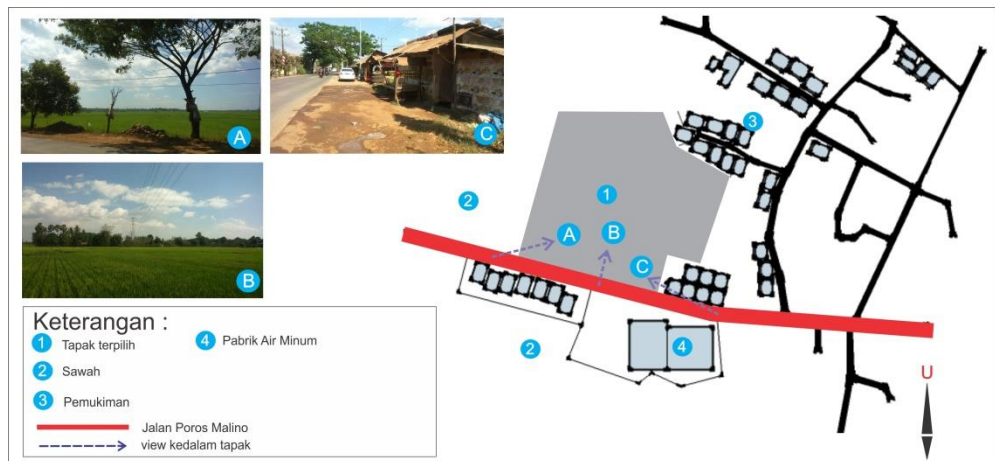 A
C
B
Keterangan :
1 Tapak terpilih
4 Pabrik Air Minum
2 Sawah
3 Pemukiman
Jalan Poros Malino
view kedalam tapak
3
2
1
A
B
C
2
4
U